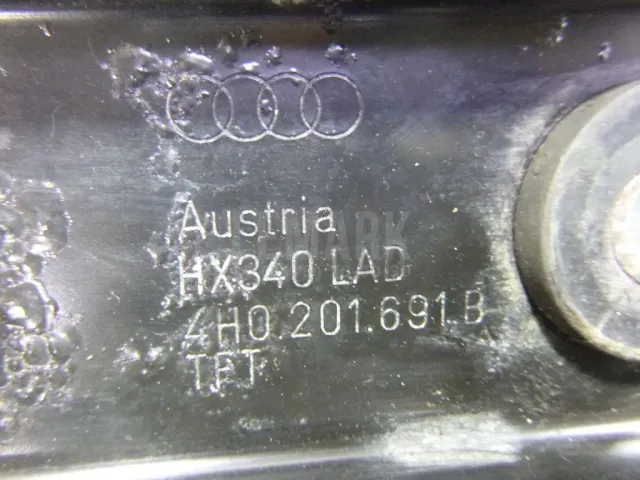 Austria
HX340 LAD
4H0.201.691.B
TPT